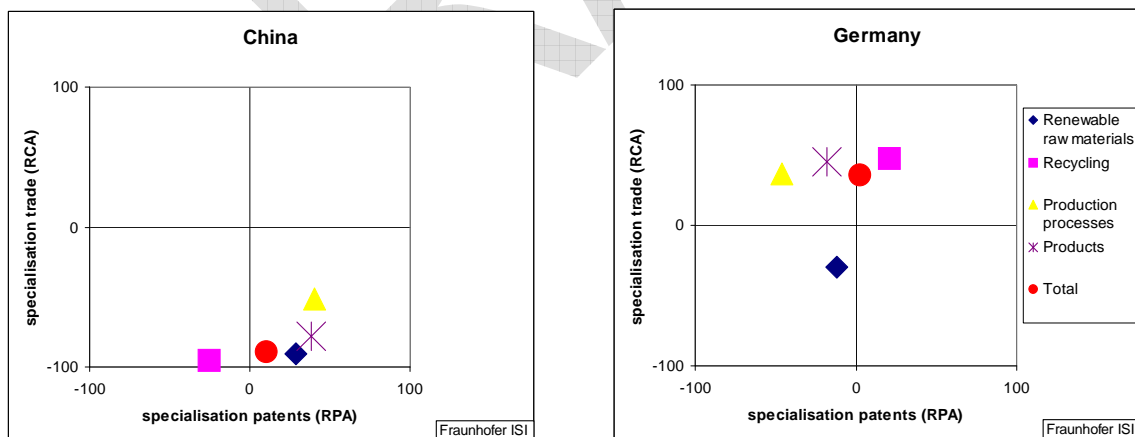 China
100
0
-100
-100
0
100
specialisation trade (RCA)
specialisation patents (RPA)
Fraunhofer ISI
Germany
100
0
-100
-100
0
100
specialisation trade (RCA)
specialisation patents (RPA)
Renewable
raw materials
Recycling
Production
processes
Products
Total
Fraunhofer ISI